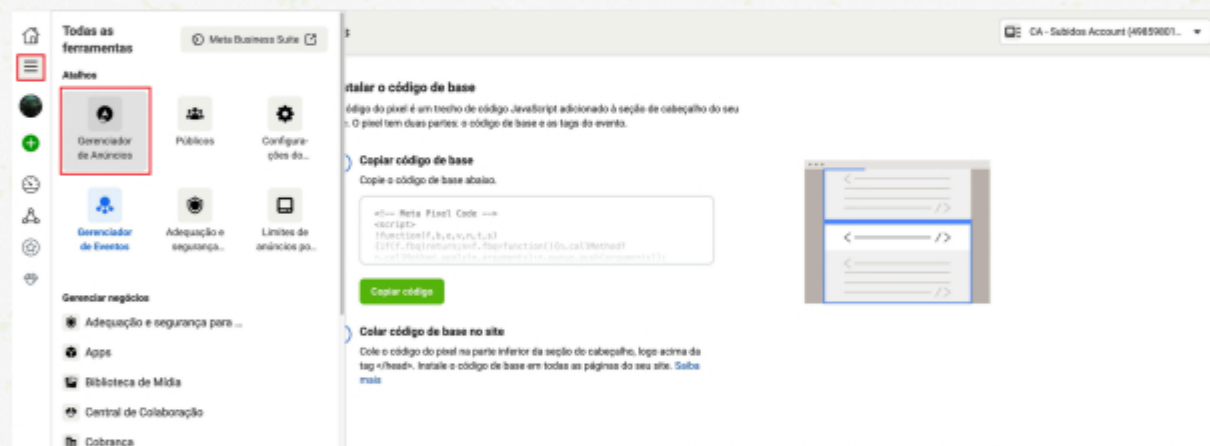 Todas as
ferramentas
Meta Business Suite
CA - Subidos Account (49859801...
Atalhos
Gerenciador
de Anúncios
Públicos
Configura-
ções do...
Gerenciador
de Eventos
Adequação e
segurança...
Limites de
anúncios po...
Gerenciar negócios
Adequação e segurança para ...
Apps
Biblioteca de Mídia
Central de Colaboração
Cobrança
talar o código de base
ódigo do pixel é um trecho de código JavaScript adicionado à seção de cabeçalho do seu
. O pixel tem duas partes: o código de base e as tags do evento.
Copiar código de base
Copie o código de base abaixo.
<!-- Meta Pixel Code -->
<script>
!function(f,b,e,v,n,t,s)
Copiar código
Colar código de base no site
Cole o código do pixel na parte inferior da seção do cabeçalho, logo acima da
tag </head>. Instale o código de base em todas as páginas do seu site. Saiba
mais